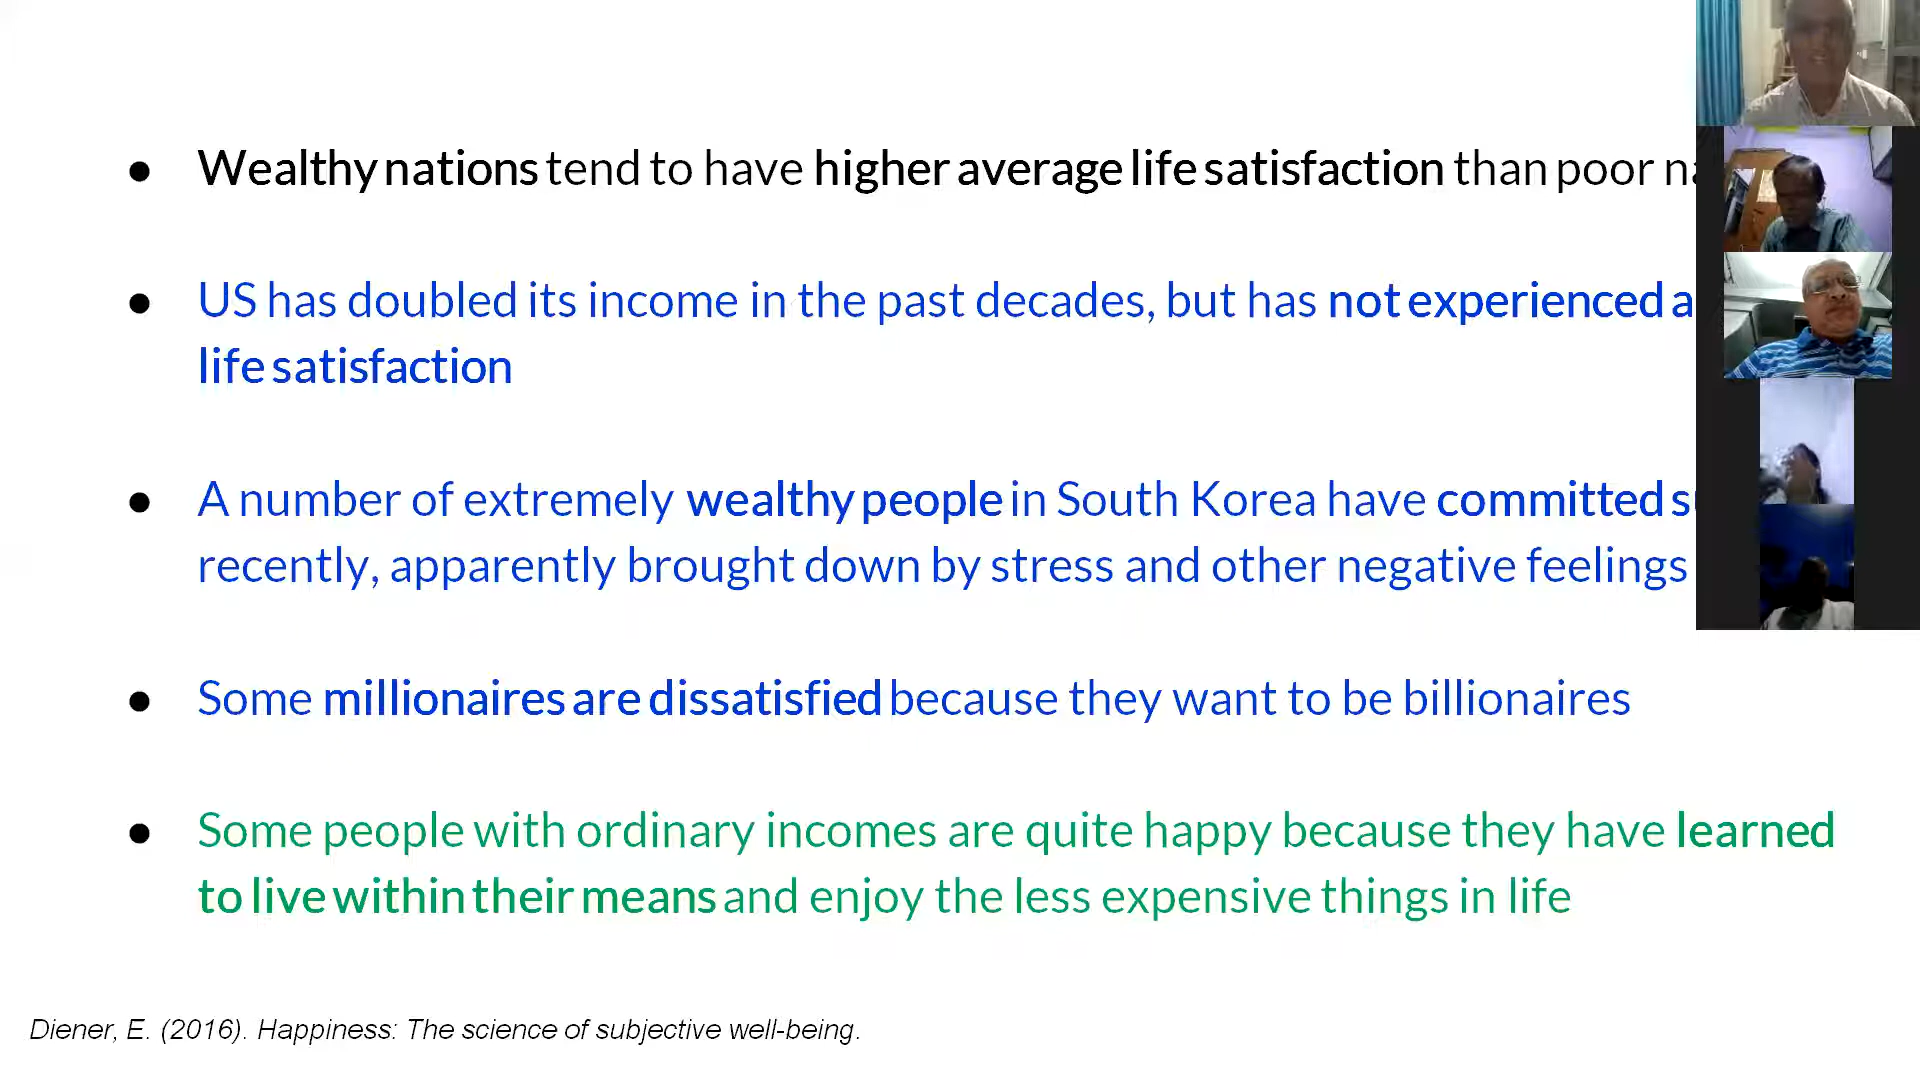 ● Wealthy nations tend to have higher average life satisfaction than poor
● US has doubled its income in the past decades, but has not experienced a
life satisfaction
● A number of extremely wealthy people in South Korea have committed
recently, apparently brought down by stress and other negative feelings
● Some millionaires are dissatisfied because they want to be billionaires
● Some people with ordinary incomes are quite happy because they have learned
to live within their means and enjoy the less expensive things in life
Diener, E. (2016). Happiness: The science of subjective well-being.